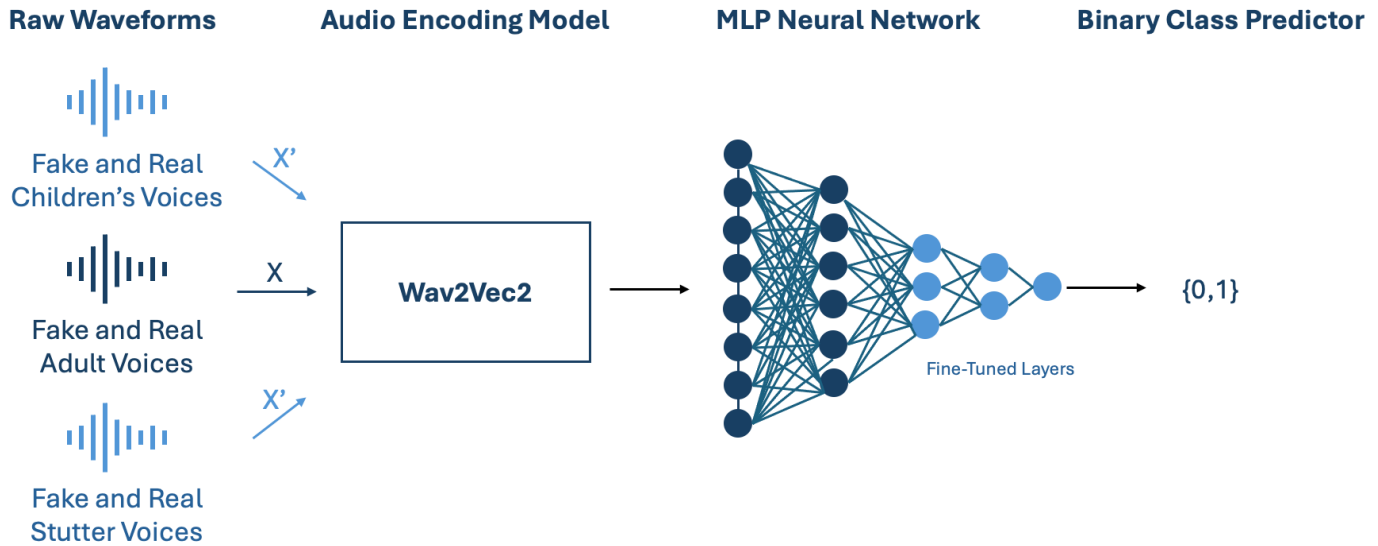 Raw Waveforms
Audio Encoding Model
MLP Neural Network
Binary Class Predictor
Fake and Real
Children's Voices
X'
Fake and Real
Adult Voices
X
Fake and Real
Stutter Voices
X'
Wav2Vec2
Fine-Tuned Layers
{0,1}